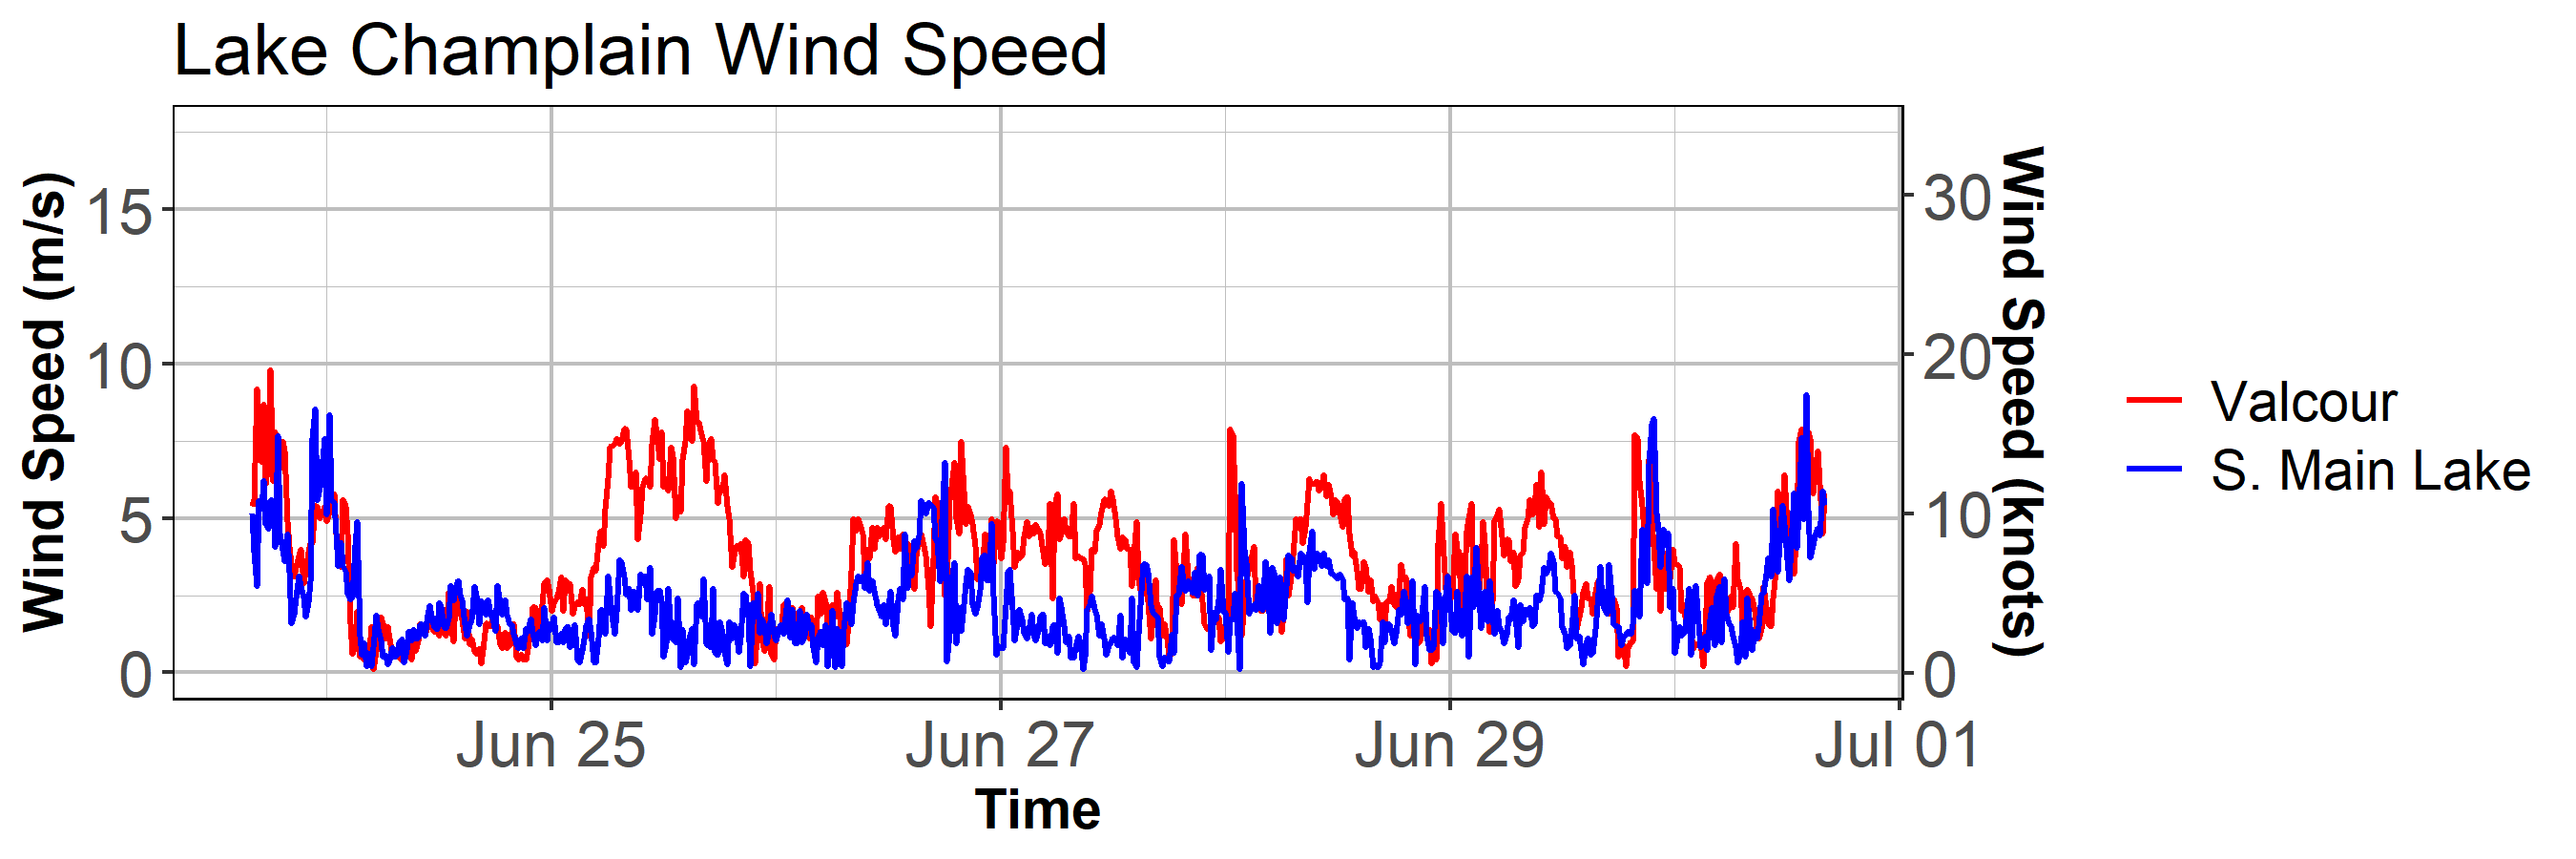 Lake Champlain Wind Speed
Wind Speed (m/s)
15
10
5
0
30
20
10
0
Wind Speed (knots)
Jun 25
Jun 27
Jun 29
Jul 01
Time
Valcour
S. Main Lake